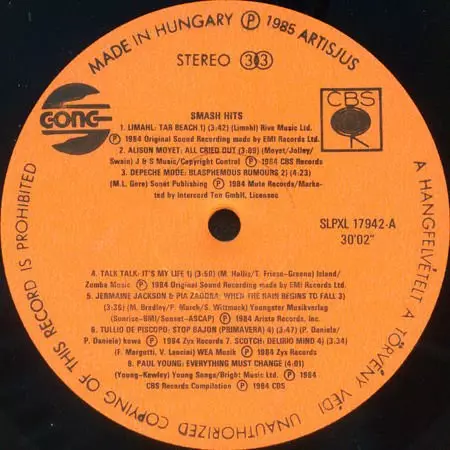 MADE IN HUNGARY Ⓟ 1985 ARTISJUS
STEREO 33
GONG
CBS
SMASH HITS
1. LIMAHL: TAR BEACH 1) (3:42) (Limahl) Riva Music Ltd.
Ⓟ 1984 Original Sound Recording made by EMI Records Ltd.
2. ALISON MOYET: ALL CRIED OUT (3:09) (Moyet/Jolley/
Swain) J & S Music/Copyright Control Ⓟ 1984 CBS Records
3. DEPECHE MODE: BLASPHEMOUS RUMOURS 2) (4:23)
(M.L. Gore) Sonet Publishing Ⓟ 1984 Mute Records/Marke-
ted by Intercord Ton GmbH, Licensee
SLPXL 17942-A
30'02"
4. TALK TALK: IT'S MY LIFE 1) (3:50) (M. Hollis/T. Friese-Greene) Island/
Zomba Music Ⓟ 1984 Original Sound Recording made by EMI Records Ltd.
5. JERMAINE JACKSON & PIA ZADORA: WHEN THE RAIN BEGINS TO FALL 3)
(3:36) (M. Bradley/P. March/S. Wittmack) Youngster Musikverlag
(Sunrise-BMI/Sunset-ASCAP) Ⓟ 1984 Arista Records, Inc.
6. TULLIO DE PISCOPO: STOP BAJON (PRIMAVERA) 4) (3:47) (P. Daniele/
P. Daniele) kowa Ⓟ 1984 Zyx Records 7. SCOTCH: DELIRIO MIND 4) (3:34)
(F. Margutti, V. Lancini) WEA Musik Ⓟ 1984 Zyx Records
8. PAUL YOUNG: EVERYTHING MUST CHANGE (4:01)
(Young-Kewley) Young Songs/Bright Music Ltd. Ⓟ 1984
CBS Records Compilation Ⓟ 1984 CBS
A HANGFELVÉTELT A TÖRVÉNY VÉDI
UNAUTHORIZED COPYING OF THIS RECORD IS PROHIBITED